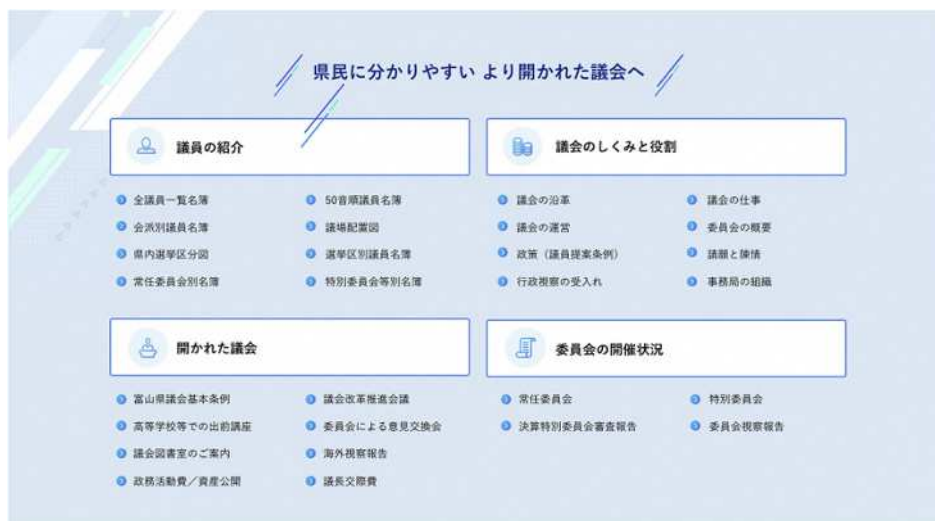 県民に分かりやすい より開かれた議会へ
議員の紹介
全議員一覧名簿
50音順議員名簿
会派別議員名簿
議場配置図
県内選挙区分図
選挙区別議員名簿
常任委員会別名簿
特別委員会等別名簿
議会のしくみと役割
議会の沿革
議会の仕事
議会の運営
委員会の概要
政策（議員提案条例）
請願と陳情
行政視察の受入れ
事務局の組織
開かれた議会
富山県議会基本条例
議会改革推進会議
高等学校等での出前講座
委員会による意見交換会
議会図書室のご案内
海外視察報告
政務活動費／資産公開
議長交際費
委員会の開催状況
常任委員会
特別委員会
決算特別委員会審査報告
委員会視察報告